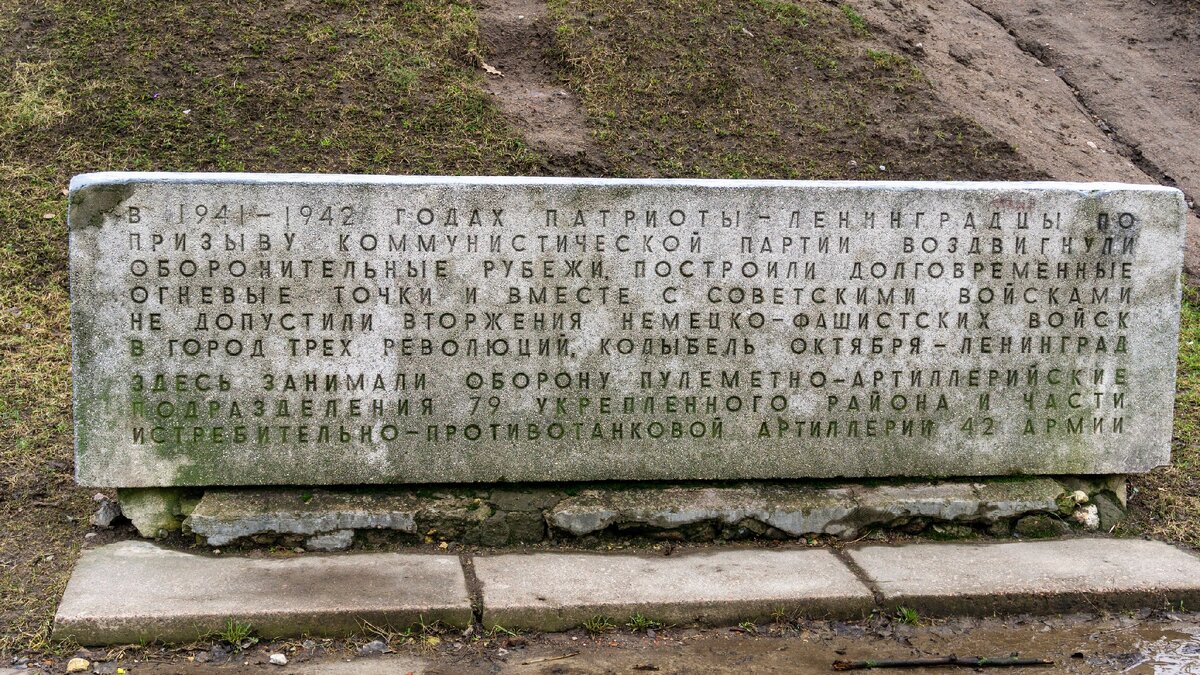 В 1941–1942 ГОДАХ ПАТРИОТЫ – ЛЕНИНГРАДЦЫ ПО
ПРИЗЫВУ КОММУНИСТИЧЕСКОЙ ПАРТИИ ВОЗДВИГНУЛИ
ОБОРОНИТЕЛЬНЫЕ РУБЕЖИ, ПОСТРОИЛИ ДОЛГОВРЕМЕННЫЕ
ОГНЕВЫЕ ТОЧКИ И ВМЕСТЕ С СОВЕТСКИМИ ВОЙСКАМИ
НЕ ДОПУСТИЛИ ВТОРЖЕНИЯ НЕМЕЦКО–ФАШИСТСКИХ ВОЙСК
В ГОРОД ТРЕХ РЕВОЛЮЦИЙ, КОЛЫБЕЛЬ ОКТЯБРЯ – ЛЕНИНГРАД
ЗДЕСЬ ЗАНИМАЛИ ОБОРОНУ ПУЛЕМЕТНО–АРТИЛЛЕРИЙСКИЕ
ПОДРАЗДЕЛЕНИЯ 79 УКРЕПЛЕННОГО РАЙОНА И ЧАСТИ
ИСТРЕБИТЕЛЬНО–ПРОТИВОТАНКОВОЙ АРТИЛЛЕРИИ 42 АРМИИ